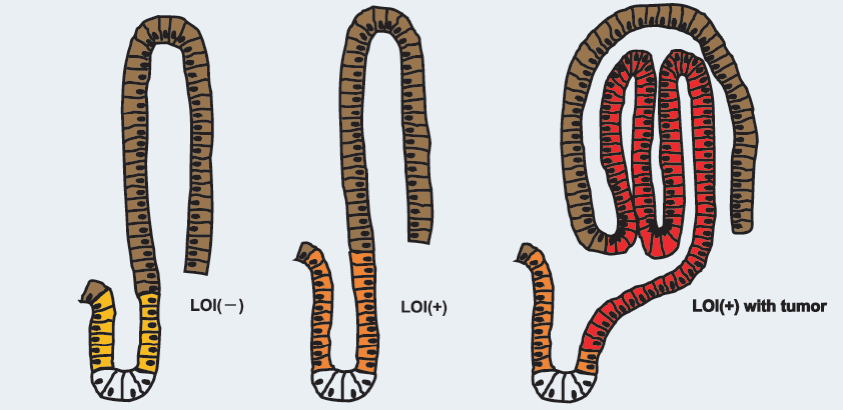 LOI(−)
LOI(+)
LOI(+) with tumor